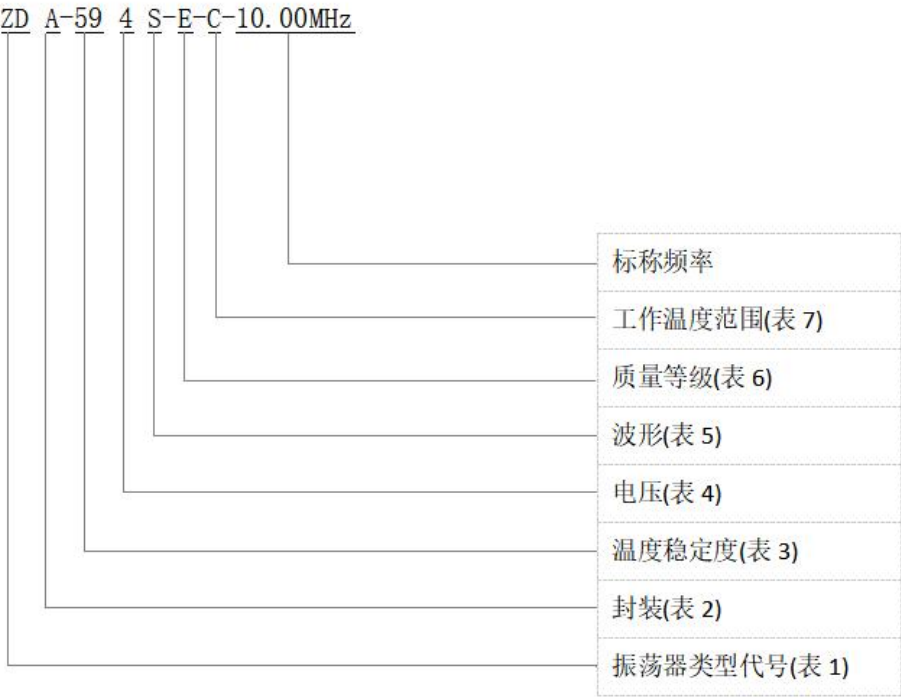 ZD A-59 4 S-E-C-10.00MHz
标称频率
工作温度范围(表 7)
质量等级(表 6)
波形(表 5)
电压(表 4)
温度稳定度(表 3)
封装(表 2)
振荡器类型代号(表 1)